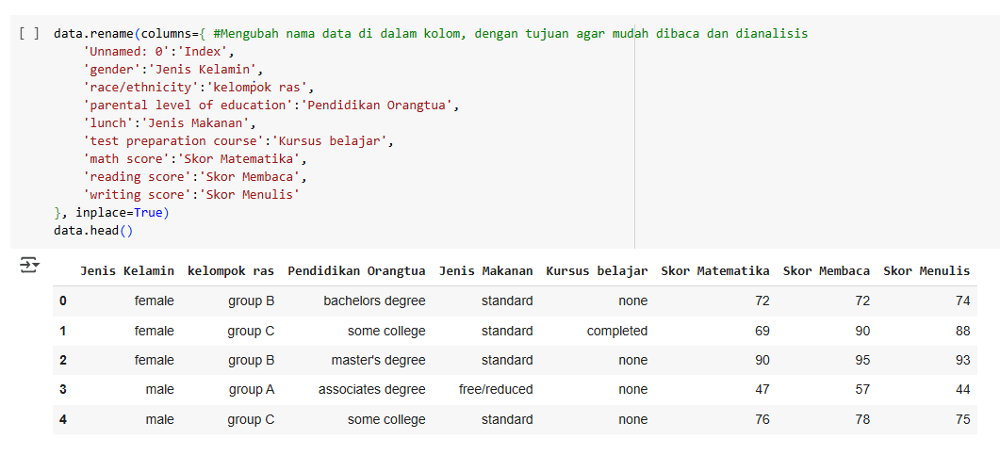 [ ] data.rename(columns={ #Mengubah nama data di dalam kolom, dengan tujuan agar mudah dibaca dan dianalisis
'Unnamed: 0':'Index',
'gender':'Jenis Kelamin',
'race/ethnicity':'kelompok ras',
'parental level of education':'Pendidikan Orangtua',
'lunch':'Jenis Makanan',
'test preparation course':'Kursus belajar',
'math score':'Skor Matematika',
'reading score':'Skor Membaca',
'writing score':'Skor Menulis'
}, inplace=True)
data.head()
Jenis Kelamin kelompok ras Pendidikan Orangtua Jenis Makanan Kursus belajar Skor Matematika Skor Membaca Skor Menulis
0 female group B bachelors degree standard none 72 72 74
1 female group C some college standard completed 69 90 88
2 female group B master's degree standard none 90 95 93
3 male group A associates degree free/reduced none 47 57 44
4 male group C some college standard none 76 78 75